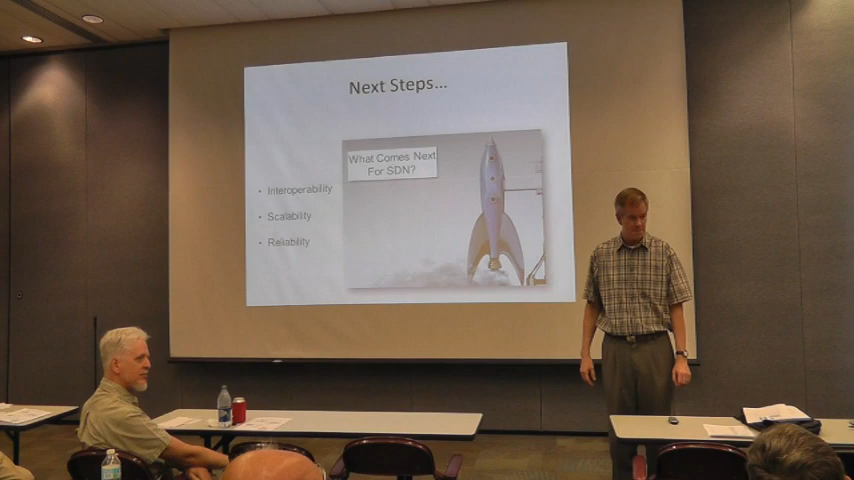 Next Steps...
What Comes Next
For SDN?
• Interoperability
• Scalability
• Reliability